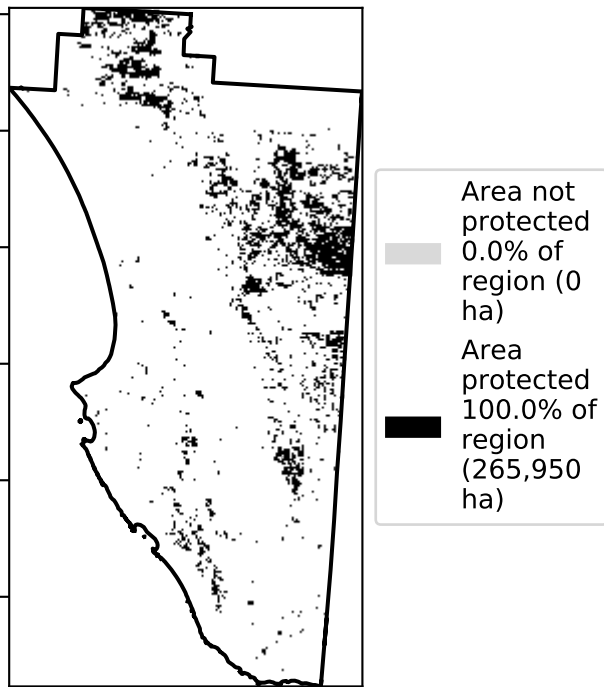 Area not
protected
0.0% of
region (0
ha)
Area
protected
100.0% of
region
(265,950
ha)